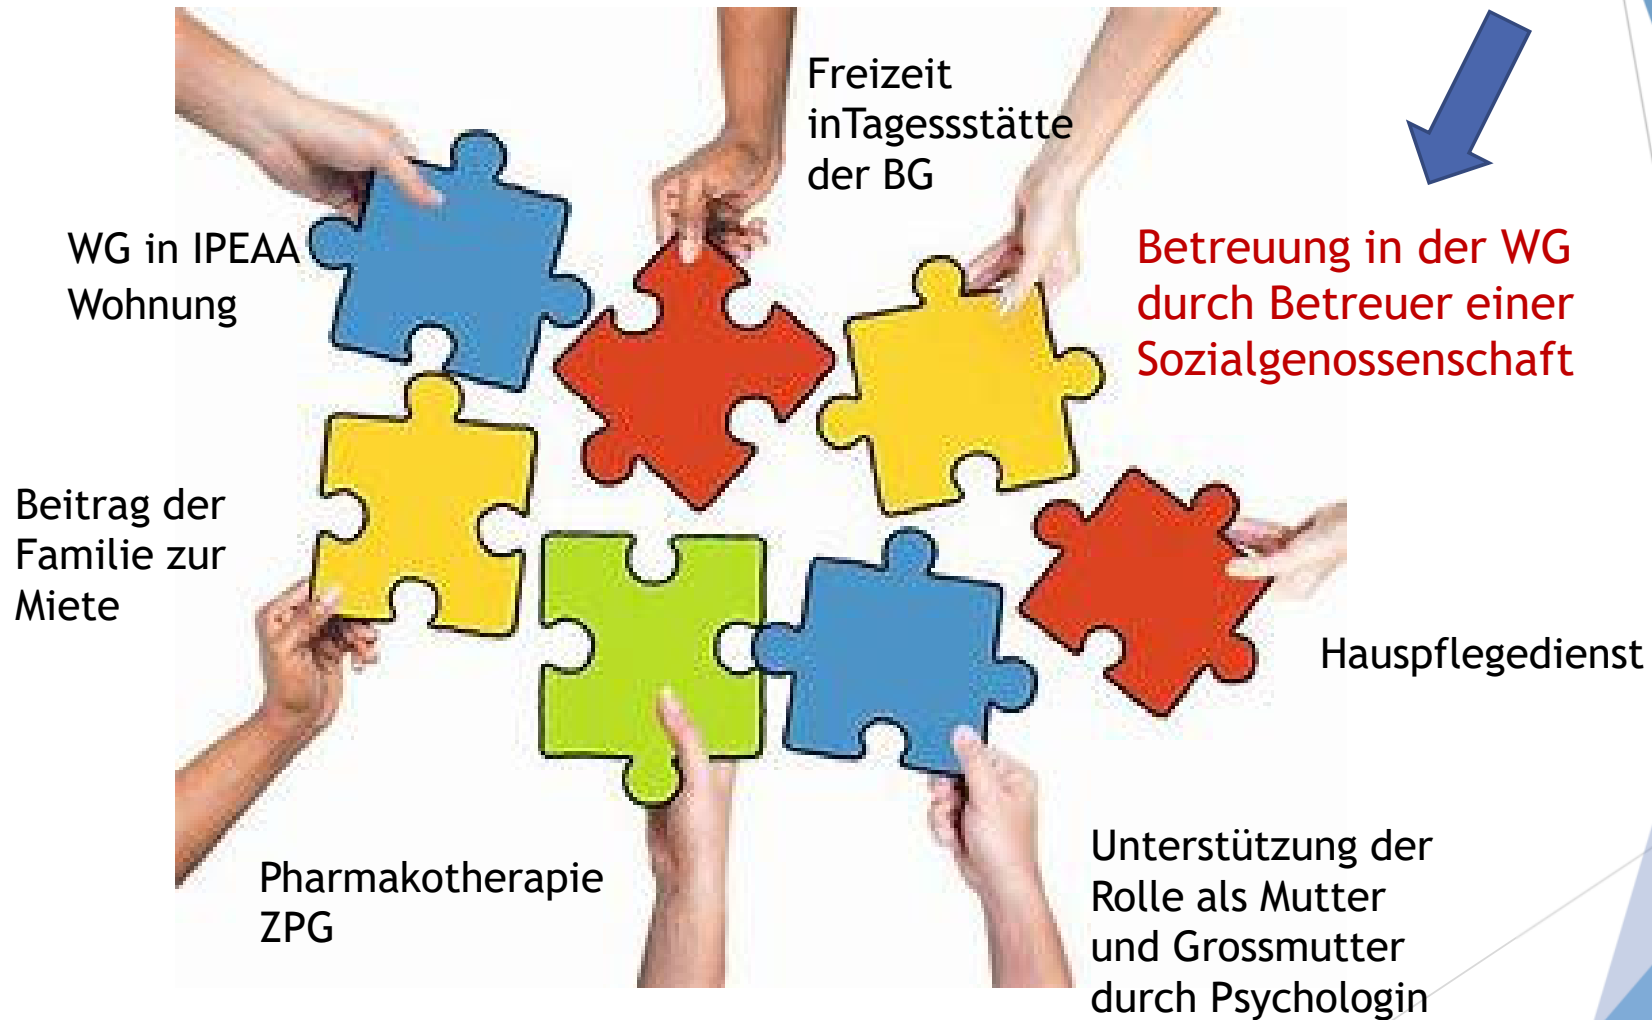 Freizeit
inTagessstätte
der BG
WG in IPEAA
Wohnung
Betreuung in der WG
durch Betreuer einer
Sozialgenossenschaft
Beitrag der
Familie zur
Miete
Hauspflegedienst
Pharmakotherapie
ZPG
Unterstützung der
Rolle als Mutter
und Grossmutter
durch Psychologin